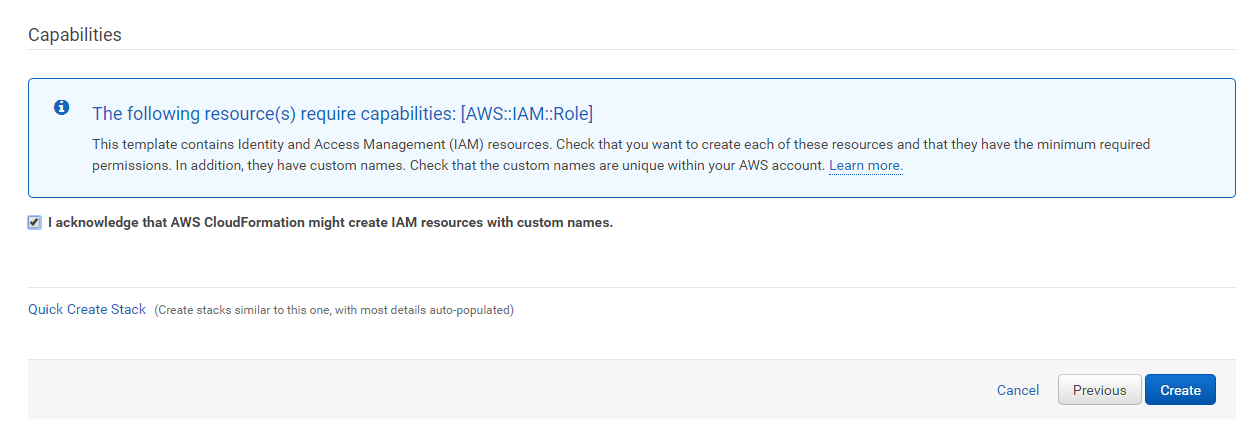 Capabilities
The following resource(s) require capabilities: [AWS::IAM::Role]
This template contains Identity and Access Management (IAM) resources. Check that you want to create each of these resources and that they have the minimum required
permissions. In addition, they have custom names. Check that the custom names are unique within your AWS account. Learn more.
I acknowledge that AWS CloudFormation might create IAM resources with custom names.
Quick Create Stack (Create stacks similar to this one, with most details auto-populated)
Cancel Previous Create